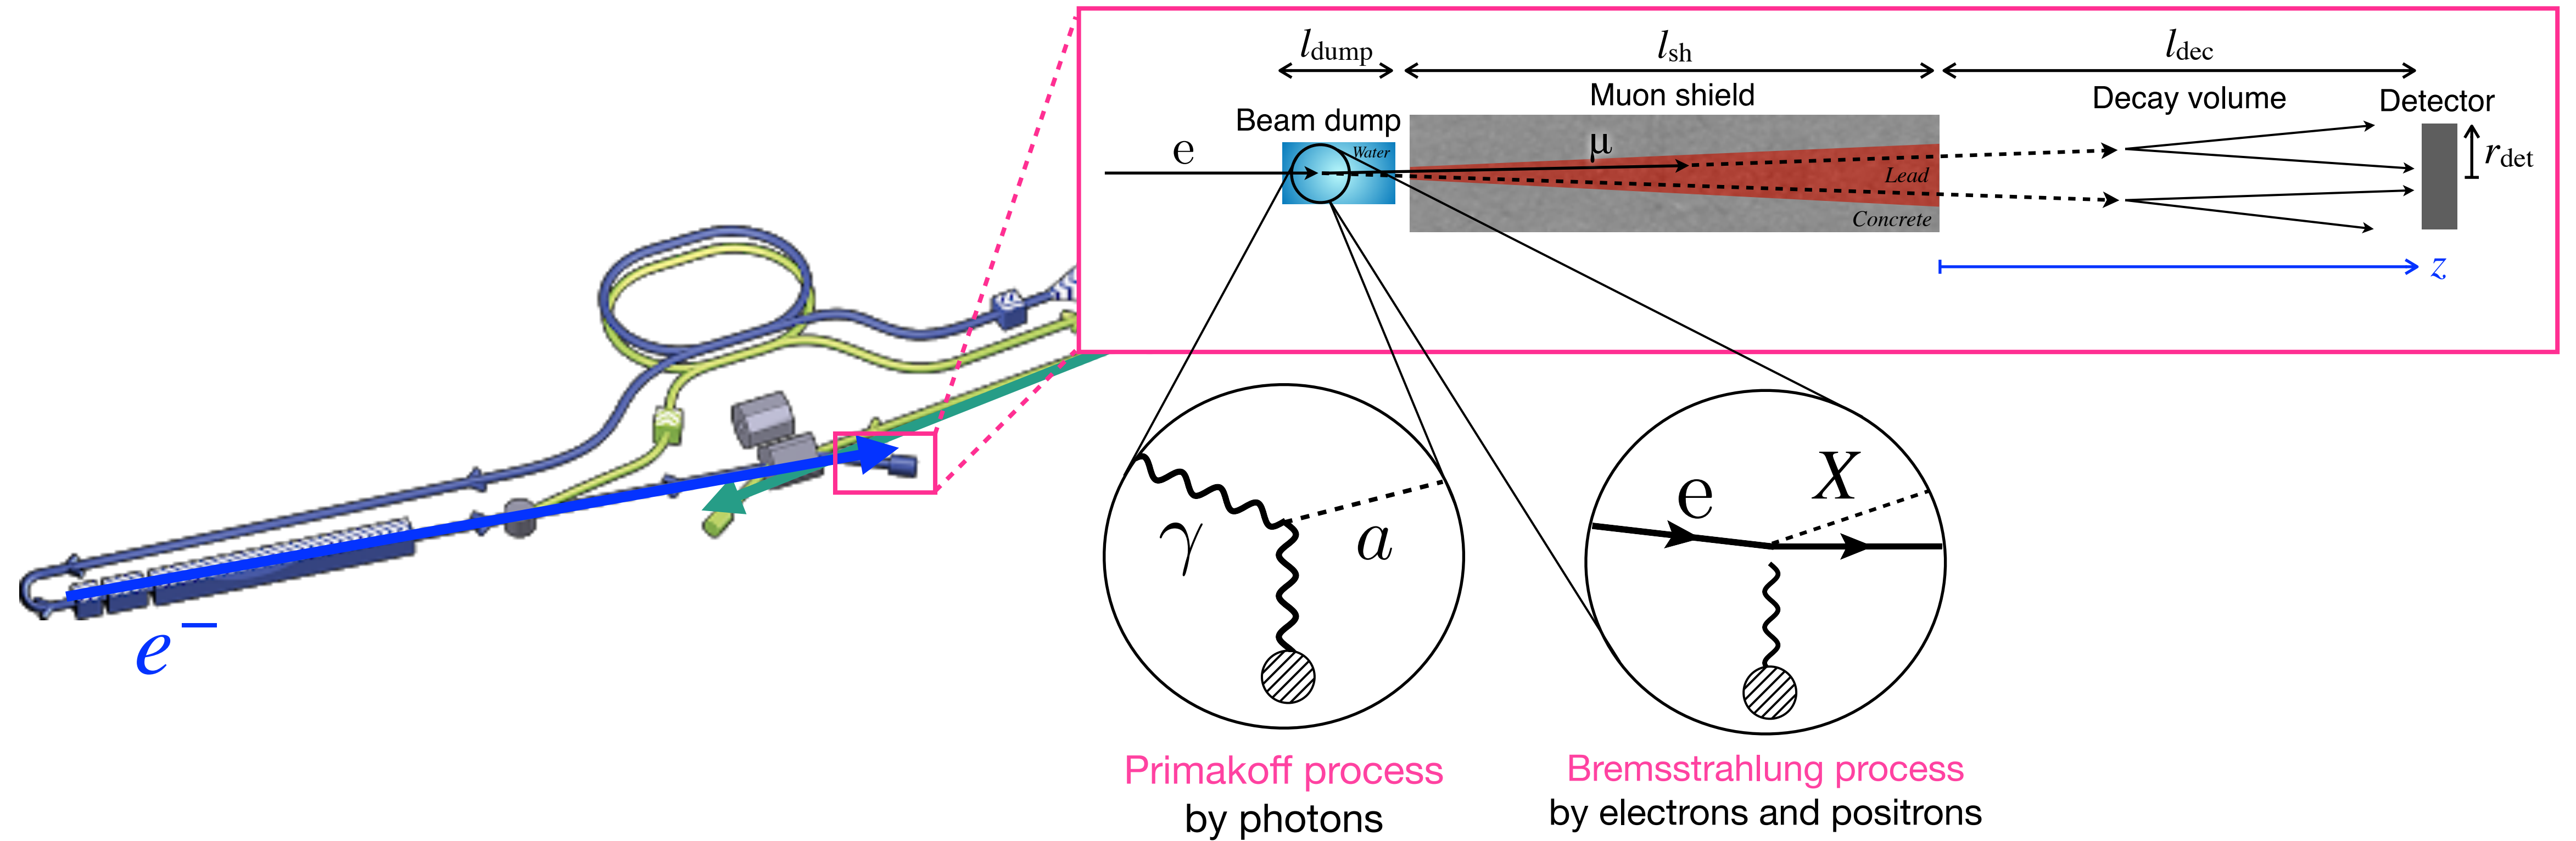 l_dump
l_sh
l_dec
Muon shield
Decay volume
Detector
Beam dump
Water
e
μ
r_det
Lead
Concrete
z
e⁻
γ
a
e
X
Primakoff process
by photons
Bremsstrahlung process
by electrons and positrons